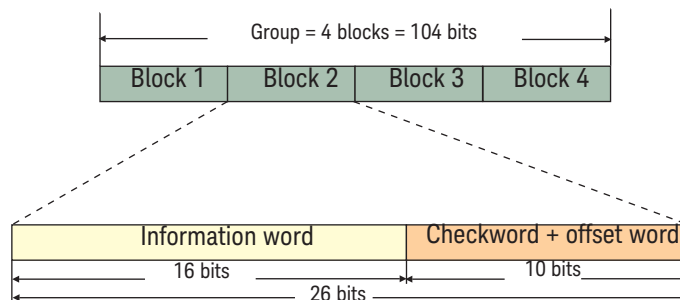 Group = 4 blocks = 104 bits
Block 1 Block 2 Block 3 Block 4
Information word Checkword + offset word
16 bits 10 bits
26 bits